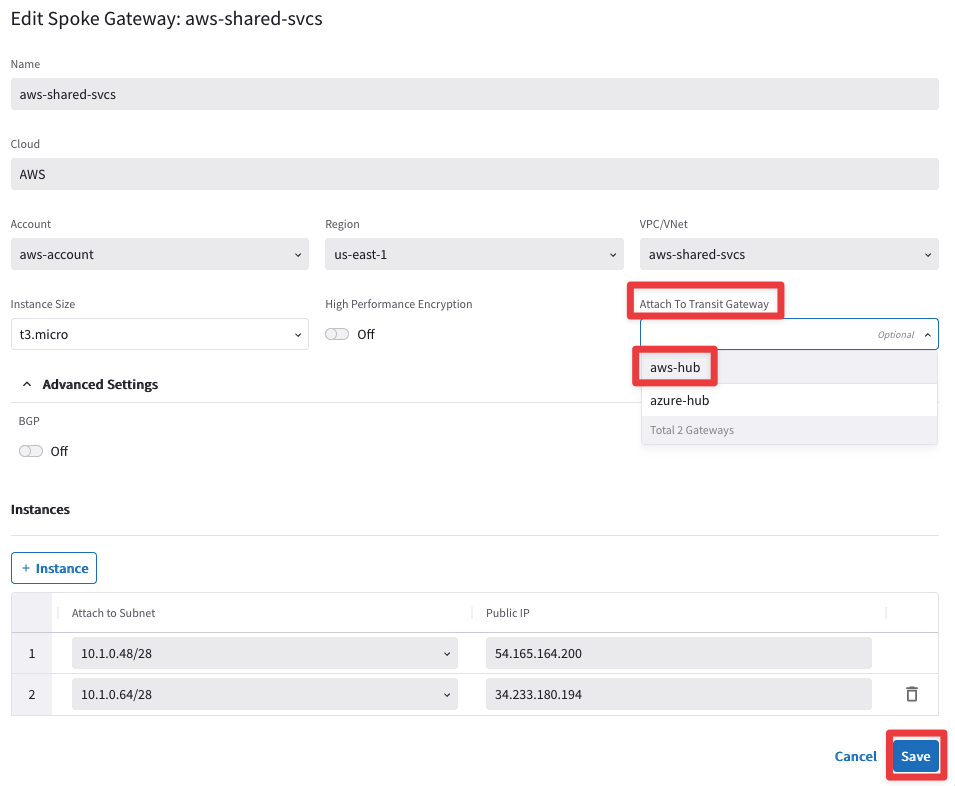 Edit Spoke Gateway: aws-shared-svcs
Name
aws-shared-svcs
Cloud
AWS
Account
Region
VPC/VNet
aws-account
us-east-1
aws-shared-svcs
Instance Size
High Performance Encryption
Attach To Transit Gateway
t3.micro
Off
Optional
aws-hub
Advanced Settings
azure-hub
BGP
Total 2 Gateways
Off
Instances
+ Instance
Attach to Subnet
Public IP
1
10.1.0.48/28
54.165.164.200
2
10.1.0.64/28
34.233.180.194
Cancel
Save